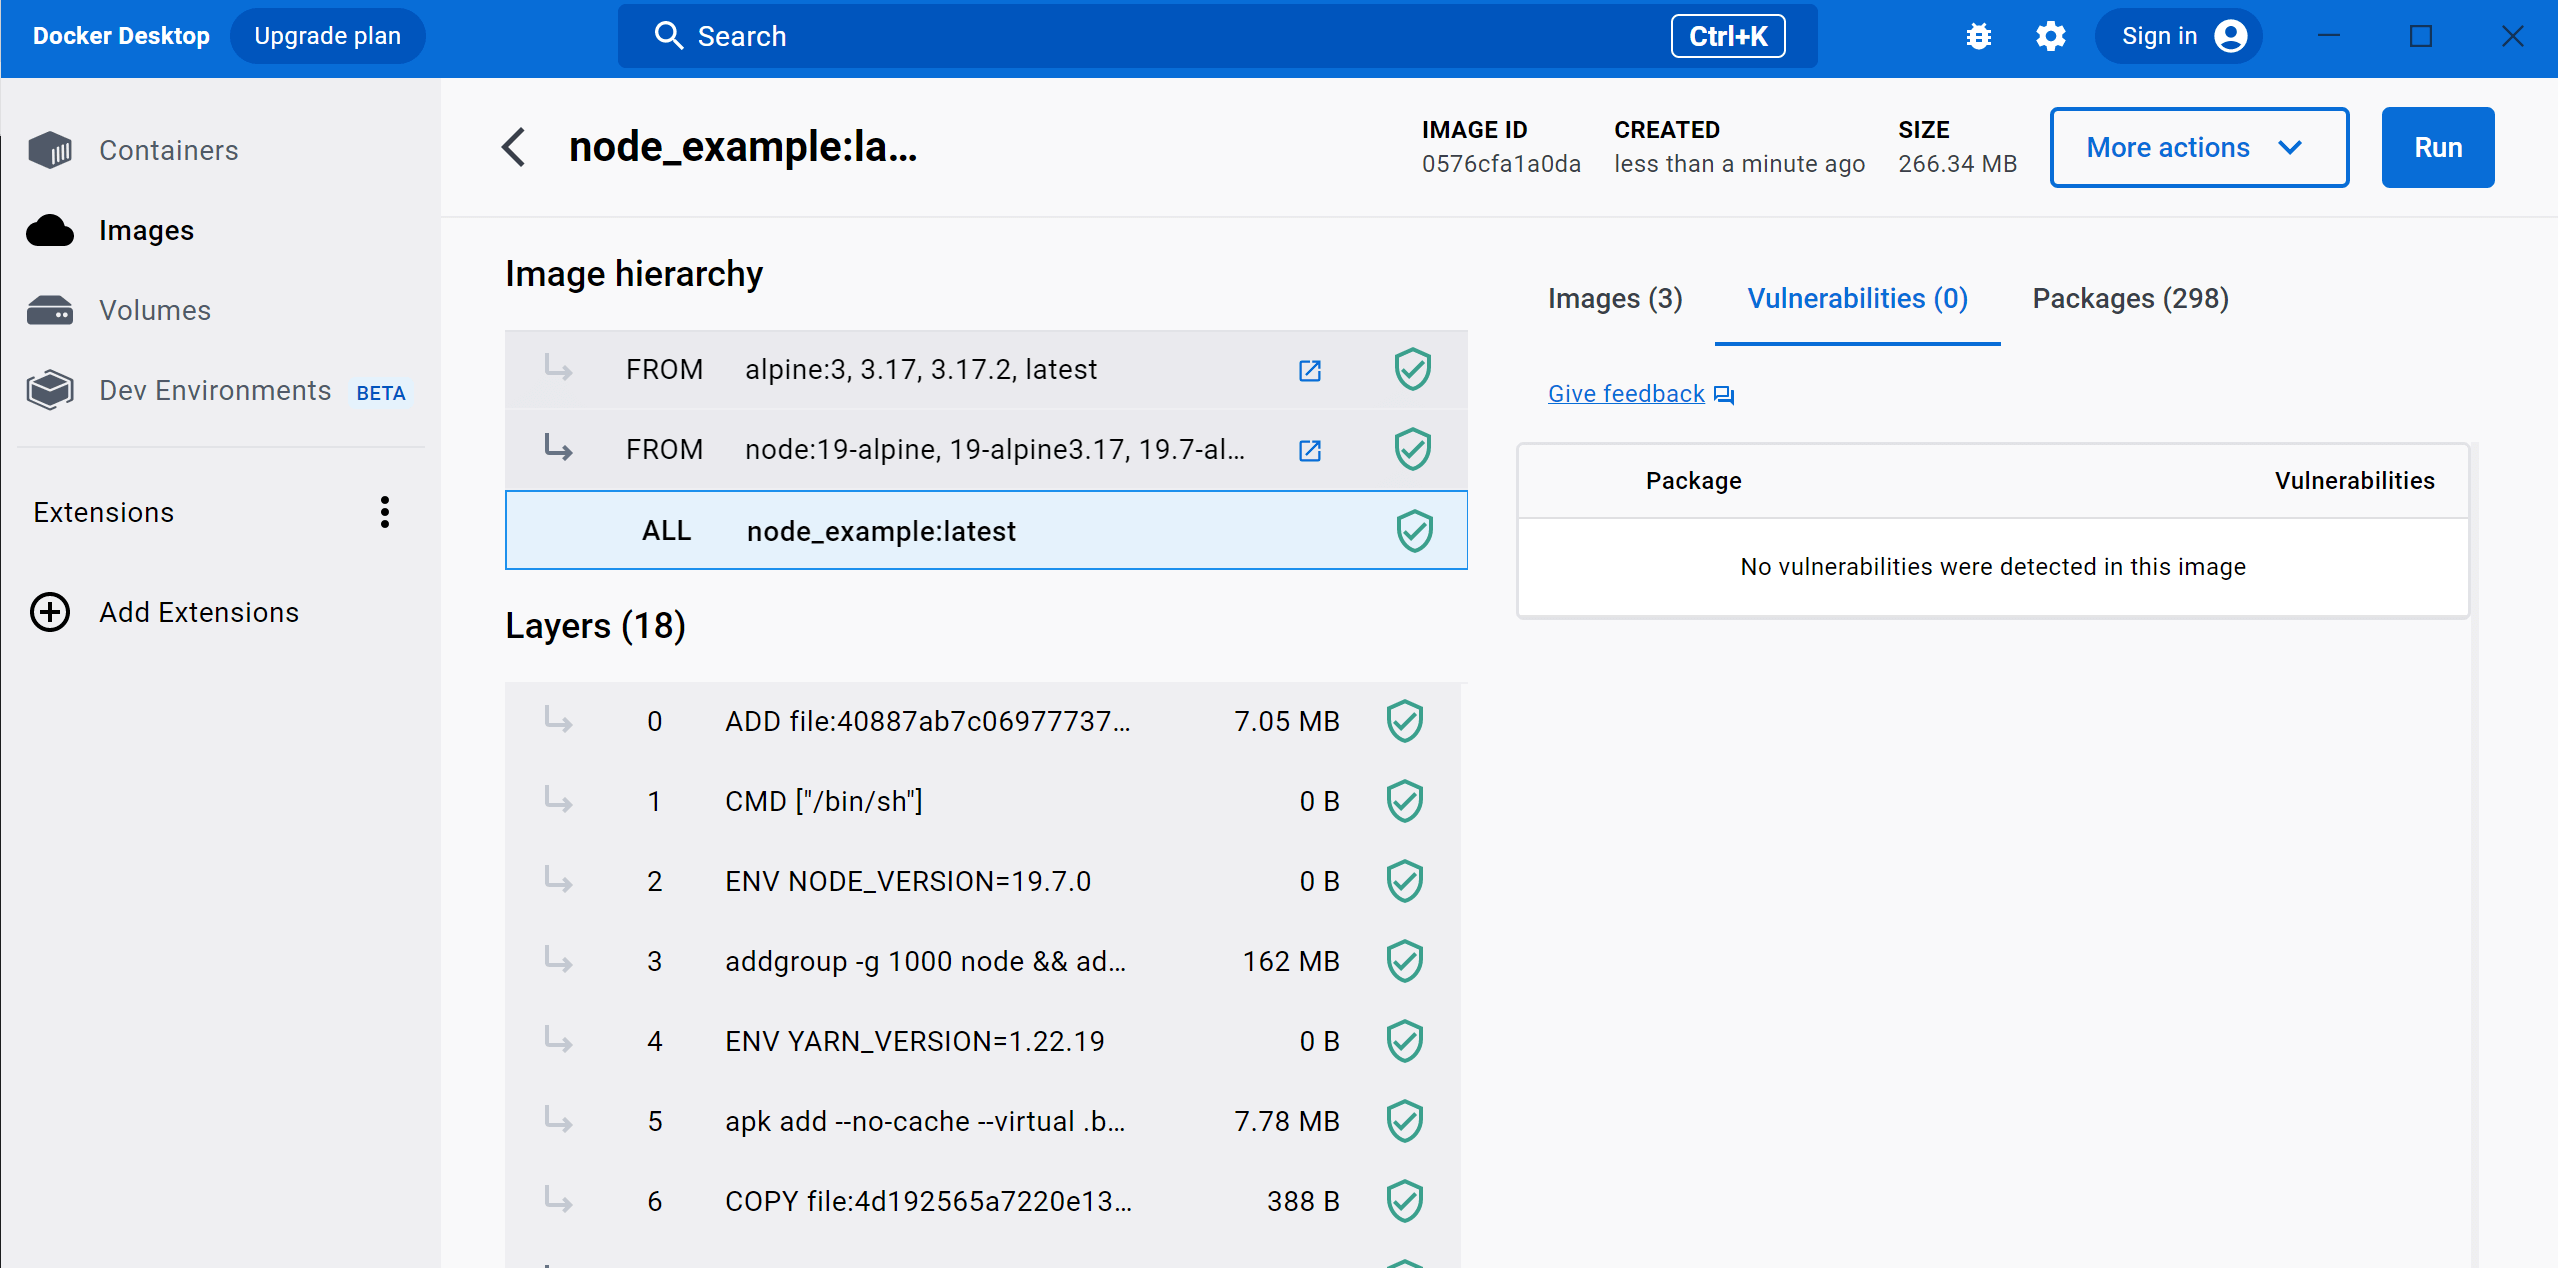 Docker Desktop
Upgrade plan
Search
Ctrl+K
Sign in
Containers
Images
Volumes
Dev Environments BETA
Extensions
Add Extensions
node_example:la...
IMAGE ID
0576cfa1a0da
CREATED
less than a minute ago
SIZE
266.34 MB
More actions
Run
Image hierarchy
FROM alpine:3, 3.17, 3.17.2, latest
FROM node:19-alpine, 19-alpine3.17, 19.7-al...
ALL node_example:latest
Layers (18)
0 ADD file:40887ab7c06977737... 7.05 MB
1 CMD ["/bin/sh"] 0 B
2 ENV NODE_VERSION=19.7.0 0 B
3 addgroup -g 1000 node && ad... 162 MB
4 ENV YARN_VERSION=1.22.19 0 B
5 apk add --no-cache --virtual .b... 7.78 MB
6 COPY file:4d192565a7220e13... 388 B
Images (3)
Vulnerabilities (0)
Packages (298)
Give feedback
Package Vulnerabilities
No vulnerabilities were detected in this image